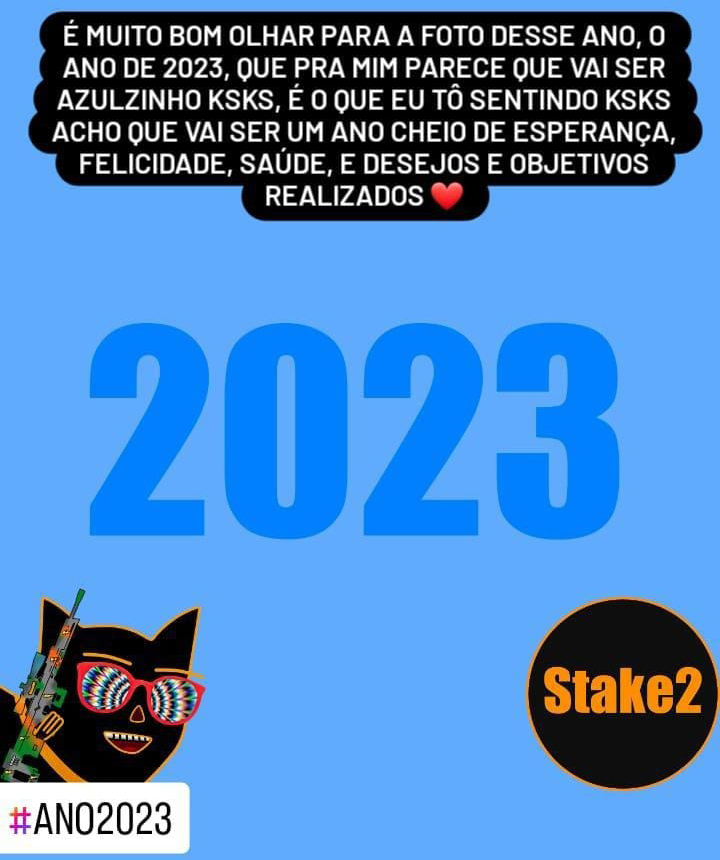 É MUITO BOM OLHAR PARA A FOTO DESSE ANO, O
ANO DE 2023, QUE PRA MIM PARECE QUE VAI SER
AZULZINHO KSKS, É O QUE EU TÔ SENTINDO KSKS
ACHO QUE VAI SER UM ANO CHEIO DE ESPERANÇA,
FELICIDADE, SAÚDE, E DESEJOS E OBJETIVOS
REALIZADOS ❤️
2023
Stake2
#ANO2023